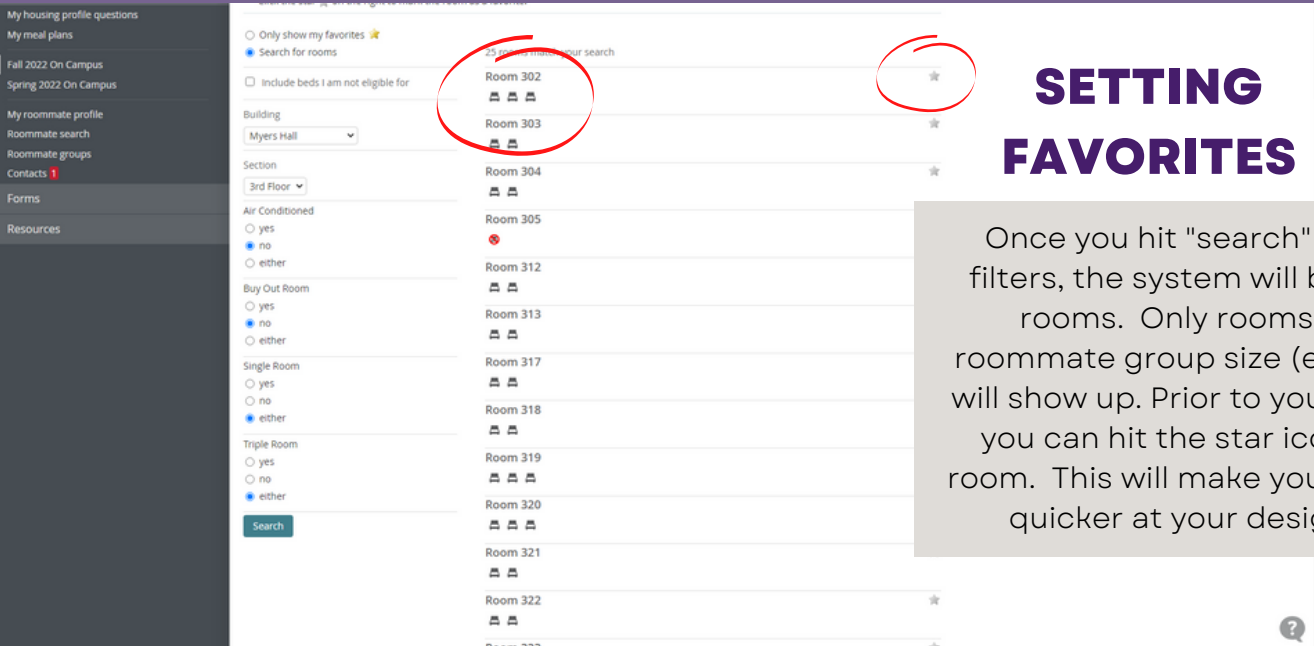 My housing profile questions
My meal plans
Fall 2022 On Campus
Spring 2022 On Campus
My roommate profile
Roommate search
Roommate groups
Contacts 1
Forms
Resources
Only show my favorites
Search for rooms
Include beds I am not eligible for
Building
Myers Hall
Section
3rd Floor
Air Conditioned
yes
no
either
Buy Out Room
yes
no
either
Single Room
yes
no
either
Triple Room
yes
no
either
Search
25 rooms match your search
Room 302
Room 303
Room 304
Room 305
Room 312
Room 313
Room 317
Room 318
Room 319
Room 320
Room 321
Room 322
SETTING
FAVORITES
Once you hit "search"
filters, the system will
rooms. Only rooms
roommate group size (e
will show up. Prior to you
you can hit the star ico
room. This will make you
quicker at your desi
?